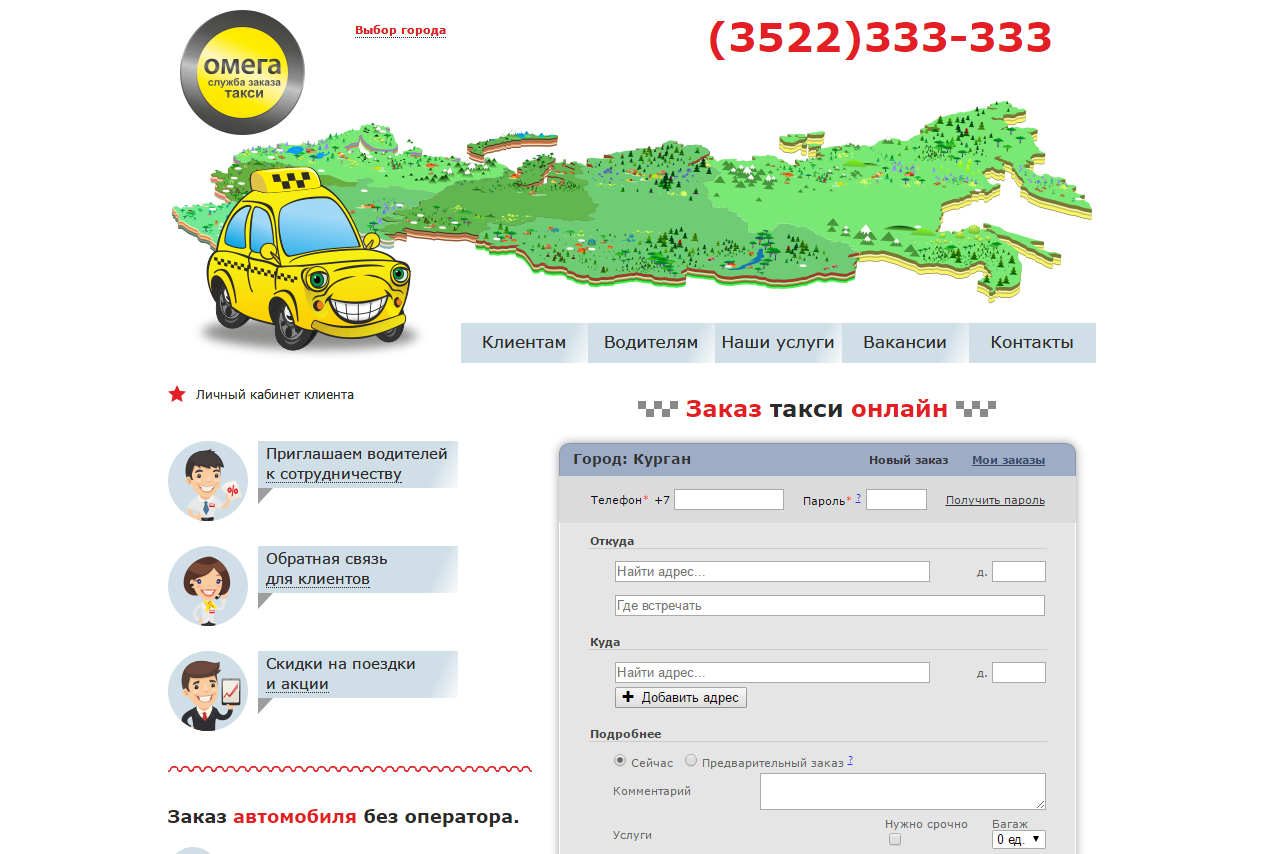 омега
служба заказа
такси
Выбор города
(3522)333-333
Клиентам Водителям Наши услуги Вакансии Контакты
Личный кабинет клиента
Приглашаем водителей
к сотрудничеству
%
Обратная связь
для клиентов
Скидки на поездки
и акции
Заказ автомобиля без оператора.
Заказ такси онлайн
Город: Курган Новый заказ Мои заказы
Телефон* +7 Пароль* ? Получить пароль
Откуда
Найти адрес... д.
Где встречать
Куда
Найти адрес... д.
Добавить адрес
Подробнее
Сейчас Предварительный заказ ?
Комментарий
Услуги Нужно срочно Багаж
0 ед.